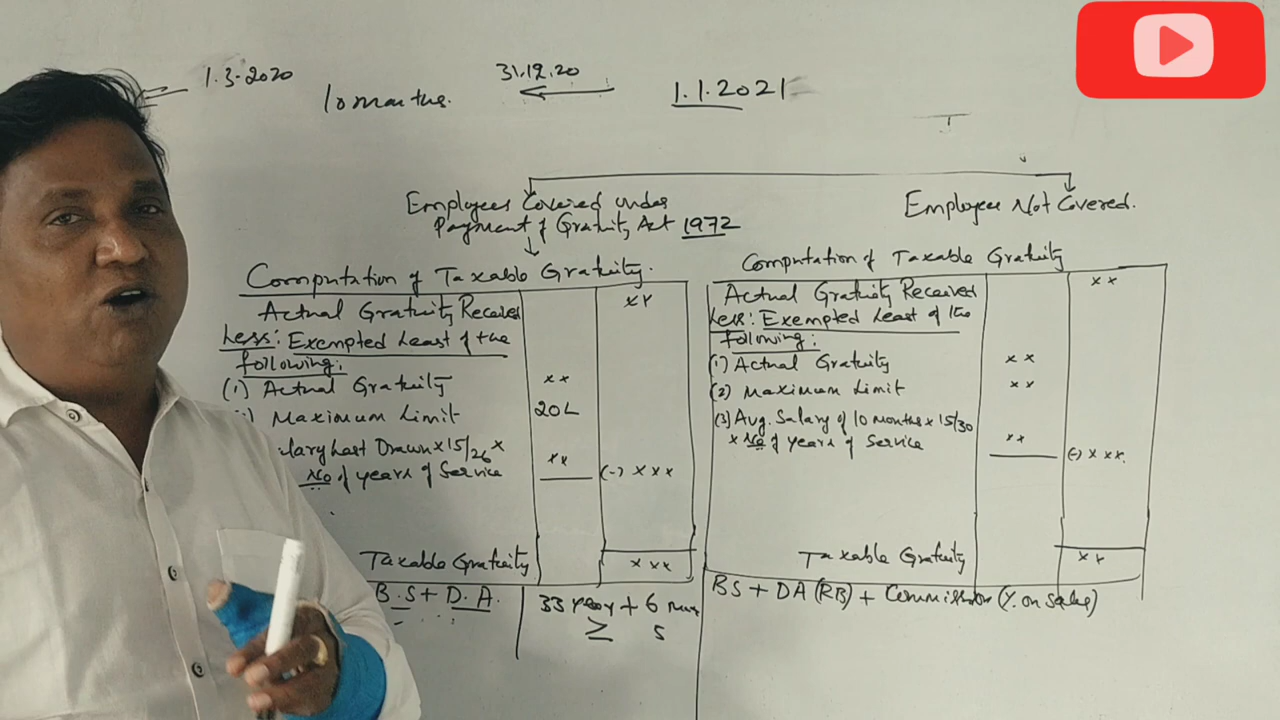 1.3.2020
10 months.
31.12.20
1.1.2021
Employees Covered under
Payment of Gratuity Act 1972
Employee Not Covered.
Computation of Taxable Gratuity.
Actual Gratuity Received
xx
Less: Exempted Least of the
following:
(1) Actual Gratuity
xx
Maximum Limit
20L
alary Last Drawn x 15/26 x
No of years of Service
xx
(-) xxx
Taxable Gratuity
xxx
B.S + D.A.
33 year + 6
≥ 5
Computation of Taxable Gratuity
Actual Gratuity Received
xx
Less: Exempted Least of the
following:
(1) Actual Gratuity
xx
(2) Maximum Limit
xx
(3) Avg. Salary of 10 months x 15/30
x No of years of Service
xx
(-) xxx.
Taxable Gratuity
xx
BS + DA (RB) + Commission (% on Sales)